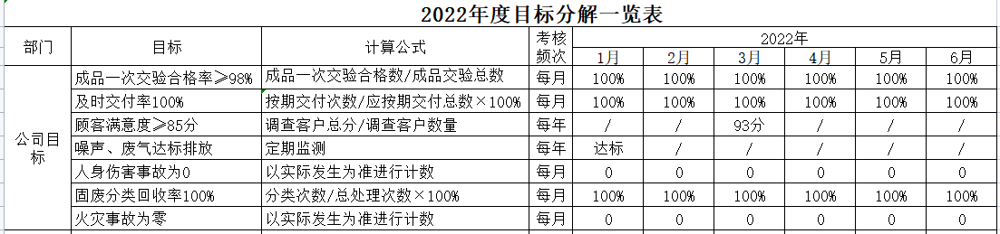 2022年度目标分解一览表
部门 目标 计算公式 考核频次 2022年
1月 2月 3月 4月 5月 6月
公司目标
成品一次交验合格率≥98% 成品一次交验合格数/成品交验总数 每月 100% 100% 100% 100% 100% 100%
及时交付率100% 按期交付次数/应按期交付总数×100% 每月 100% 100% 100% 100% 100% 100%
顾客满意度≥85分 调查客户总分/调查客户数量 每年 / / 93分 / / /
噪声、废气达标排放 定期监测 每年 达标 / / / / /
人身伤害事故为0 以实际发生为准进行计数 每月 0 0 0 0 0 0
固废分类回收率100% 分类次数/总处理次数×100% 每月 100% 100% 100% 100% 100% 100%
火灾事故为零 以实际发生为准进行计数 每月 0 0 0 0 0 0